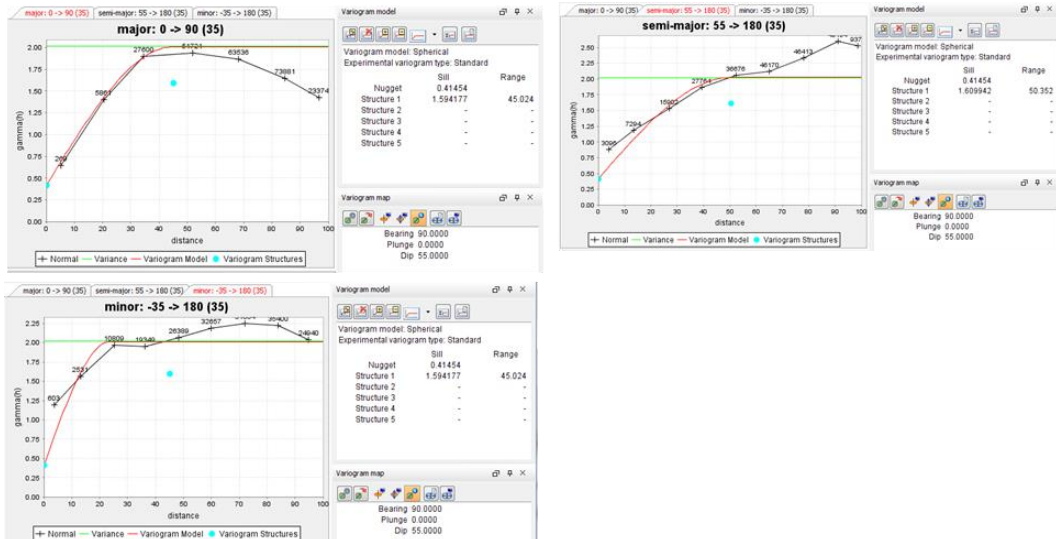 major: 0 -> 90 (35) semi-major: 55 -> 180 (35) minor: -35 -> 180 (35)
major: 0 -> 90 (35)
2.00
1.75
1.50
1.25
1.00
0.75
0.50
0.25
0.00
gamma(h)
269
5861
27600
51721
63636
73881
23374
0 10 20 30 40 50 60 70 80 90 100
distance
Normal Variance Variogram Model Variogram Structures
Variogram model
Variogram model: Spherical
Experimental variogram type: Standard
Sill Range
Nugget 0.41454
Structure 1 1.594177 45.024
Structure 2 - -
Structure 3 - -
Structure 4 - -
Structure 5 - -
Variogram map
Bearing 90.0000
Plunge 0.0000
Dip 55.0000
major: 0 -> 90 (35) semi-major: 55 -> 180 (35) minor: -35 -> 180 (35)
semi-major: 55 -> 180 (35)
2.50
2.25
2.00
1.75
1.50
1.25
1.00
0.75
0.50
0.25
0.00
gamma(h)
3096
7294
27764
36676
46170
46413
0 10 20 30 40 50 60 70 80 90 100
distance
Normal Variance Variogram Model Variogram Structures
Variogram model
Variogram model: Spherical
Experimental variogram type: Standard
Sill Range
Nugget 0.41454
Structure 1 1.609942 50.352
Structure 2 - -
Structure 3 - -
Structure 4 - -
Structure 5 - -
Variogram map
Bearing 90.0000
Plunge 0.0000
Dip 55.0000
major: 0 -> 90 (35) semi-major: 55 -> 180 (35) minor: -35 -> 180 (35)
minor: -35 -> 180 (35)
2.25
2.00
1.75
1.50
1.25
1.00
0.75
0.50
0.25
0.00
gamma(h)
603
2531
10809
19349
26399
32657
35400
24940
0 10 20 30 40 50 60 70 80 90 100
distance
Normal Variance Variogram Model Variogram Structures
Variogram model
Variogram model: Spherical
Experimental variogram type: Standard
Sill Range
Nugget 0.41454
Structure 1 1.594177 45.024
Structure 2 - -
Structure 3 - -
Structure 4 - -
Structure 5 - -
Variogram map
Bearing 90.0000
Plunge 0.0000
Dip 55.0000